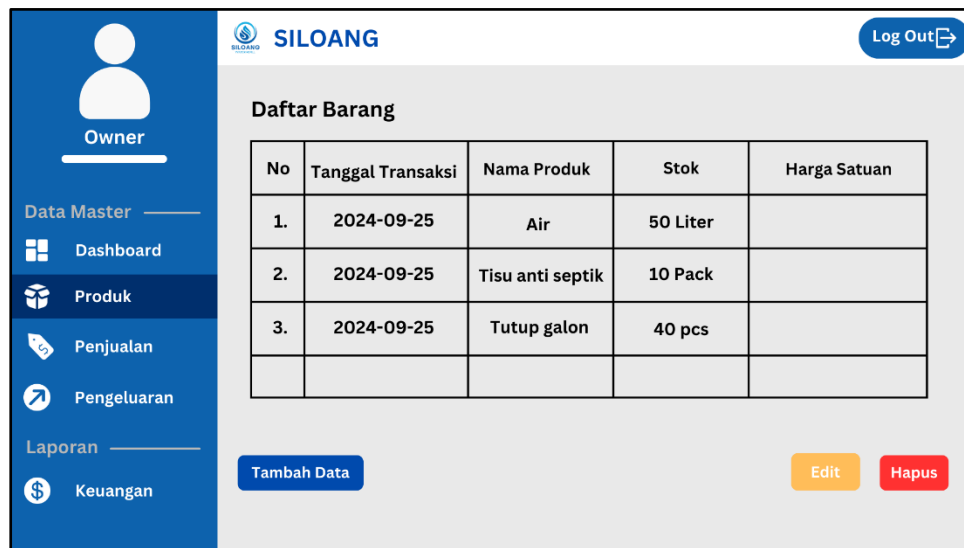 SILOANG
SILOANG
Log Out
Owner
Data Master
Dashboard
Produk
Penjualan
Pengeluaran
Laporan
Keuangan
Daftar Barang
No Tanggal Transaksi Nama Produk Stok Harga Satuan
1. 2024-09-25 Air 50 Liter
2. 2024-09-25 Tisu anti septik 10 Pack
3. 2024-09-25 Tutup galon 40 pcs
Tambah Data
Edit
Hapus